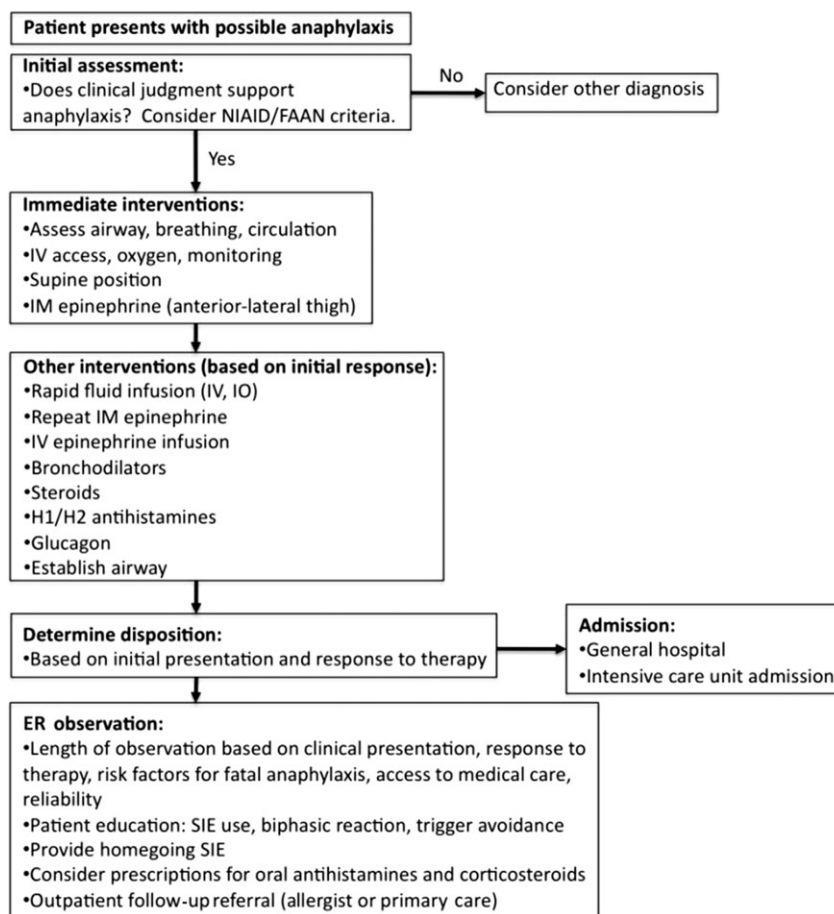 Patient presents with possible anaphylaxis
Initial assessment:
•Does clinical judgment support
anaphylaxis? Consider NIAID/FAAN criteria.
No
Consider other diagnosis
Yes
Immediate interventions:
•Assess airway, breathing, circulation
•IV access, oxygen, monitoring
•Supine position
•IM epinephrine (anterior-lateral thigh)
Other interventions (based on initial response):
•Rapid fluid infusion (IV, IO)
•Repeat IM epinephrine
•IV epinephrine infusion
•Bronchodilators
•Steroids
•H1/H2 antihistamines
•Glucagon
•Establish airway
Determine disposition:
•Based on initial presentation and response to therapy
Admission:
•General hospital
•Intensive care unit admission
ER observation:
•Length of observation based on clinical presentation, response to
therapy, risk factors for fatal anaphylaxis, access to medical care,
reliability
•Patient education: SIE use, biphasic reaction, trigger avoidance
•Provide homegoing SIE
•Consider prescriptions for oral antihistamines and corticosteroids
•Outpatient follow-up referral (allergist or primary care)